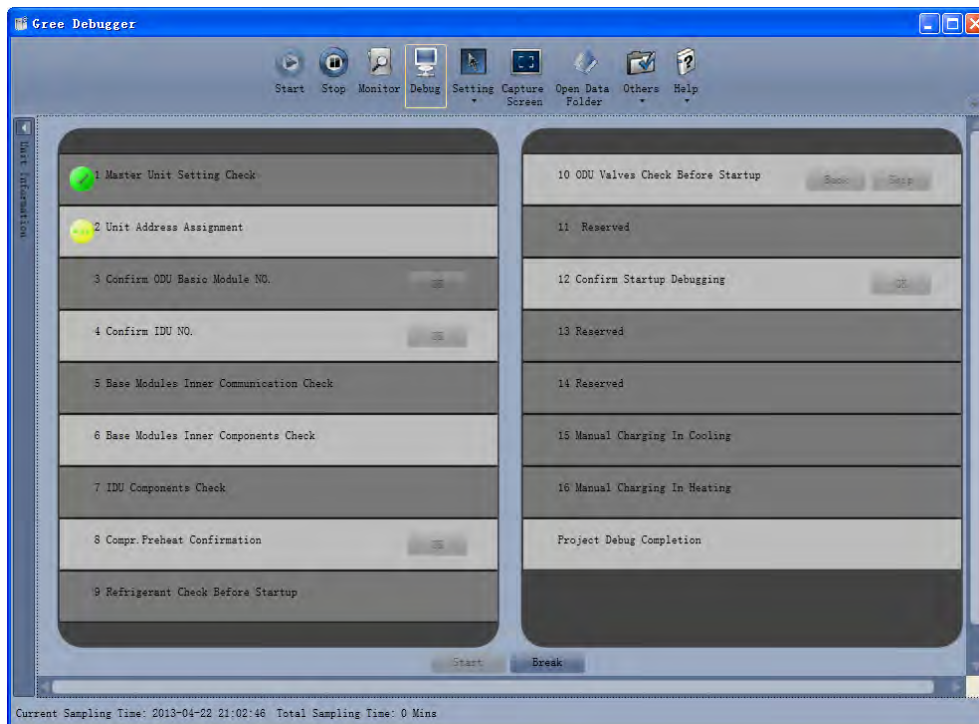 Gree Debugger
Start Stop Monitor Debug Setting Capture Screen Open Data Folder Others Help
Unit Information
1 Master Unit Setting Check
2 Unit Address Assignment
3 Confirm ODU Basic Module NO. OK
4 Confirm IDU NO. OK
5 Base Modules Inner Communication Check
6 Base Modules Inner Components Check
7 IDU Components Check
8 Compr.Preheat Confirmation OK
9 Refrigerant Check Before Startup
10 ODU Valves Check Before Startup Back Skip
11 Reserved
12 Confirm Startup Debugging OK
13 Reserved
14 Reserved
15 Manual Charging In Cooling
16 Manual Charging In Heating
Project Debug Completion
Start Break
Current Sampling Time: 2013-04-22 21:02:46 Total Sampling Time: 0 Mins